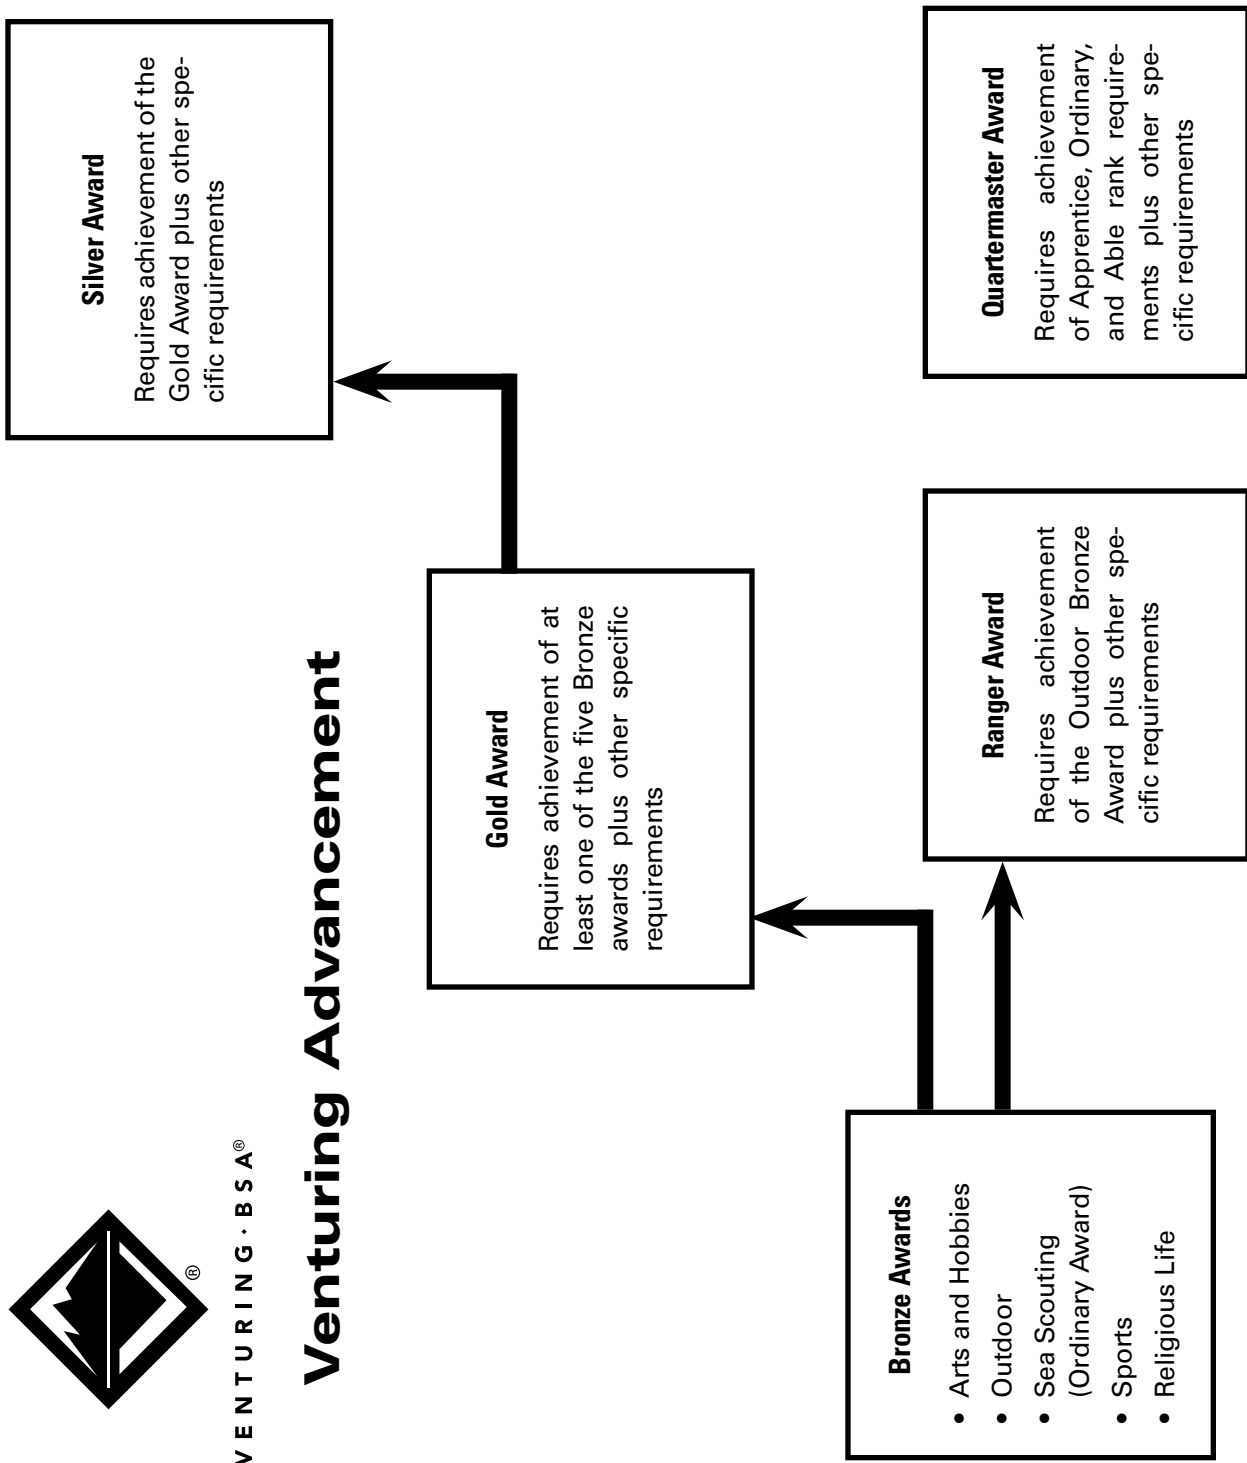 ®
VENTURING · BSA®
Venturing Advancement
Silver Award
Requires achievement of the
Gold Award plus other spe-
cific requirements
Gold Award
Requires achievement of at
least one of the five Bronze
awards plus other specific
requirements
Bronze Awards
• Arts and Hobbies
• Outdoor
• Sea Scouting
(Ordinary Award)
• Sports
• Religious Life
Ranger Award
Requires achievement
of the Outdoor Bronze
Award plus other spe-
cific requirements
Quartermaster Award
Requires achievement
of Apprentice, Ordinary,
and Able rank require-
ments plus other spe-
cific requirements